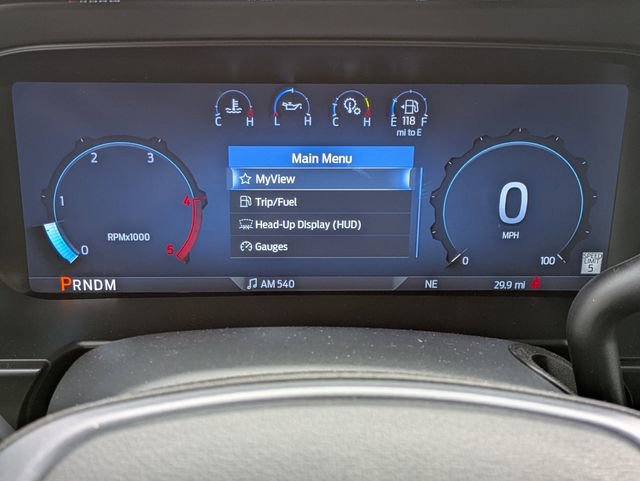 C H L H C H E 118 F
mi to E
Main Menu
MyView
Trip/Fuel
Head-Up Display (HUD)
Gauges
2 3
1 4
0 5
RPMx1000
0
MPH
0 100
SPEED
LIMIT
5
PRNDM
AM 540
NE
29.9 mi